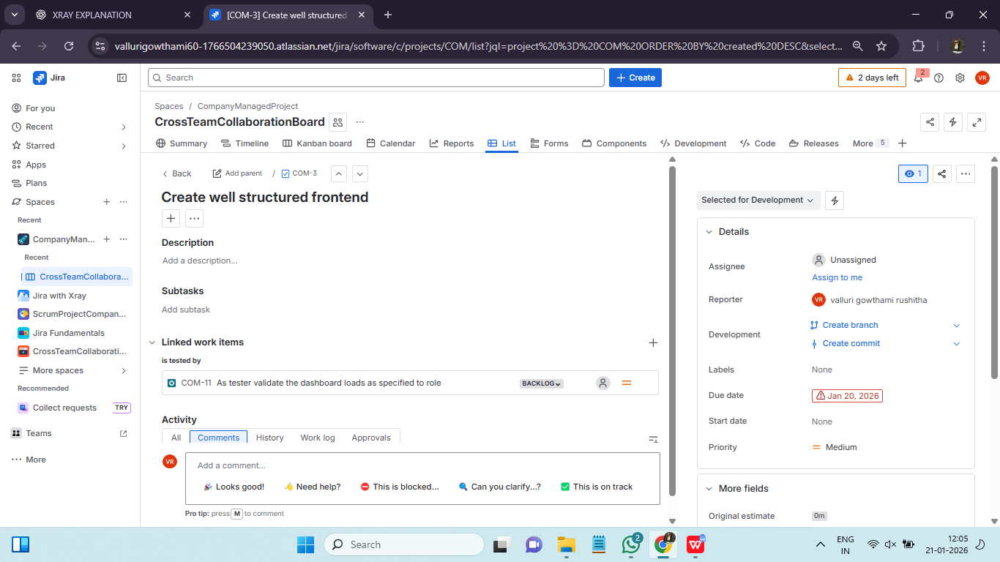 XRAY EXPLANATION
[COM-3] Create well structured
vallurigowthami60-1766504239050.atlassian.net/jira/software/c/projects/COM/list?jql=project%20%3D%20COM%20ORDER%20BY%20created%20DESC&selec...
Jira
Search
Create
2 days left
2
VR
For you
Recent
Starred
Apps
Plans
Spaces
Recent
CompanyMan...
Recent
CrossTeamCollabora...
Jira with Xray
ScrumProjectCompan...
Jira Fundamentals
CrossTeamCollaborati...
More spaces
Recommended
Collect requests
TRY
Teams
More
Spaces / CompanyManagedProject
CrossTeamCollaborationBoard
Summary
Timeline
Kanban board
Calendar
Reports
List
Forms
Components
Development
Code
Releases
More 5
Back
Add parent / COM-3
Create well structured frontend
Description
Add a description...
Subtasks
Add subtask
Linked work items
is tested by
COM-11 As tester validate the dashboard loads as specified to role
BACKLOG
Activity
All
Comments
History
Work log
Approvals
VR
Add a comment...
Looks good!
Need help?
This is blocked...
Can you clarify...?
This is on track
Pro tip: press M to comment
1
Selected for Development
Details
Assignee
Unassigned
Assign to me
Reporter
VR
valluri gowthami rushitha
Development
Create branch
Create commit
Labels
None
Due date
Jan 20, 2026
Start date
None
Priority
Medium
More fields
Original estimate
0m
Search
2
ENG
IN
12:05
21-01-2026